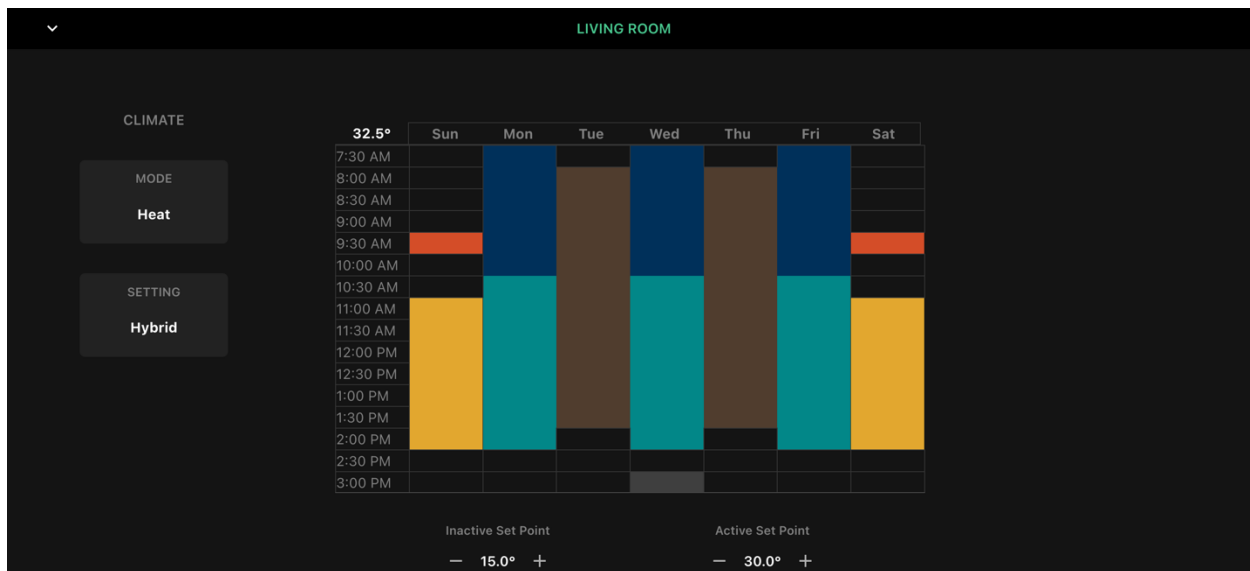 LIVING ROOM
CLIMATE
MODE
Heat
SETTING
Hybrid
32.5° Sun Mon Tue Wed Thu Fri Sat
7:30 AM
8:00 AM
8:30 AM
9:00 AM
9:30 AM
10:00 AM
10:30 AM
11:00 AM
11:30 AM
12:00 PM
12:30 PM
1:00 PM
1:30 PM
2:00 PM
2:30 PM
3:00 PM
Inactive Set Point Active Set Point
− 15.0° + − 30.0° +